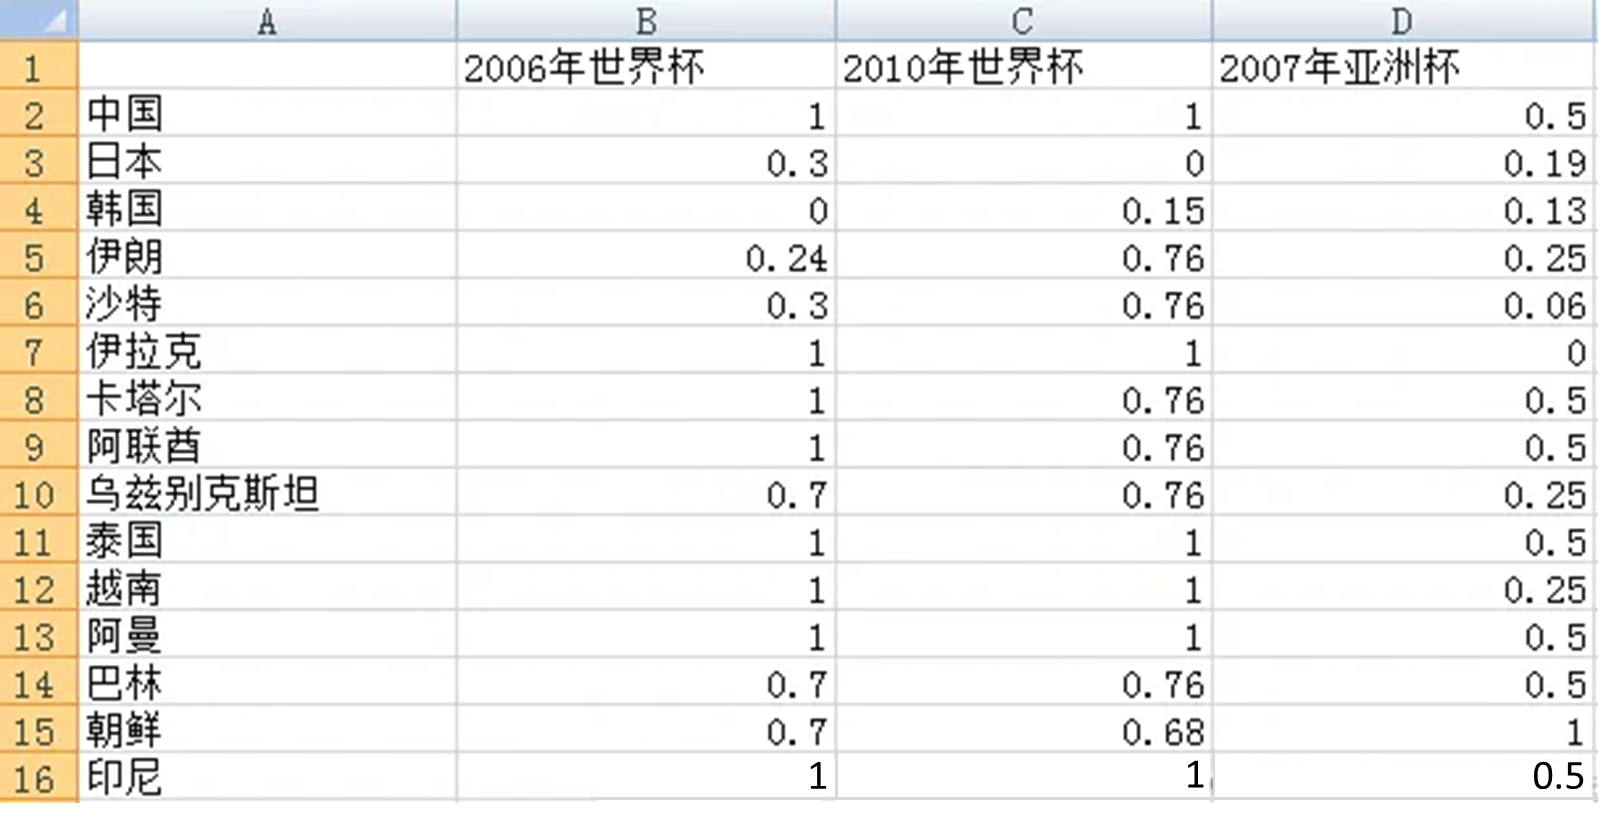 A B C D
1 2006年世界杯 2010年世界杯 2007年亚洲杯
2 中国 1 1 0.5
3 日本 0.3 0 0.19
4 韩国 0 0.15 0.13
5 伊朗 0.24 0.76 0.25
6 沙特 0.3 0.76 0.06
7 伊拉克 1 1 0
8 卡塔尔 1 0.76 0.5
9 阿联酋 1 0.76 0.5
10 乌兹别克斯坦 0.7 0.76 0.25
11 泰国 1 1 0.5
12 越南 1 1 0.25
13 阿曼 1 1 0.5
14 巴林 0.7 0.76 0.5
15 朝鲜 0.7 0.68 1
16 印尼 1 1 0.5